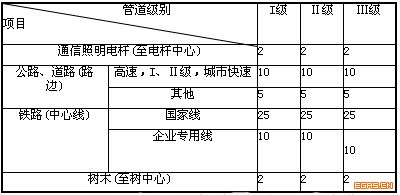 管道级别 I级 II级 III级
项目
通信照明电杆(至电杆中心) 2 2 2
公路、道路(路边) 高速，I、II级，城市快速 10 10 10
其他 5 5 5
铁路(中心线) 国家线 25 25 25
企业专用线 10 10 10
树木(至树中心) 2 2 2
EGAS.CN